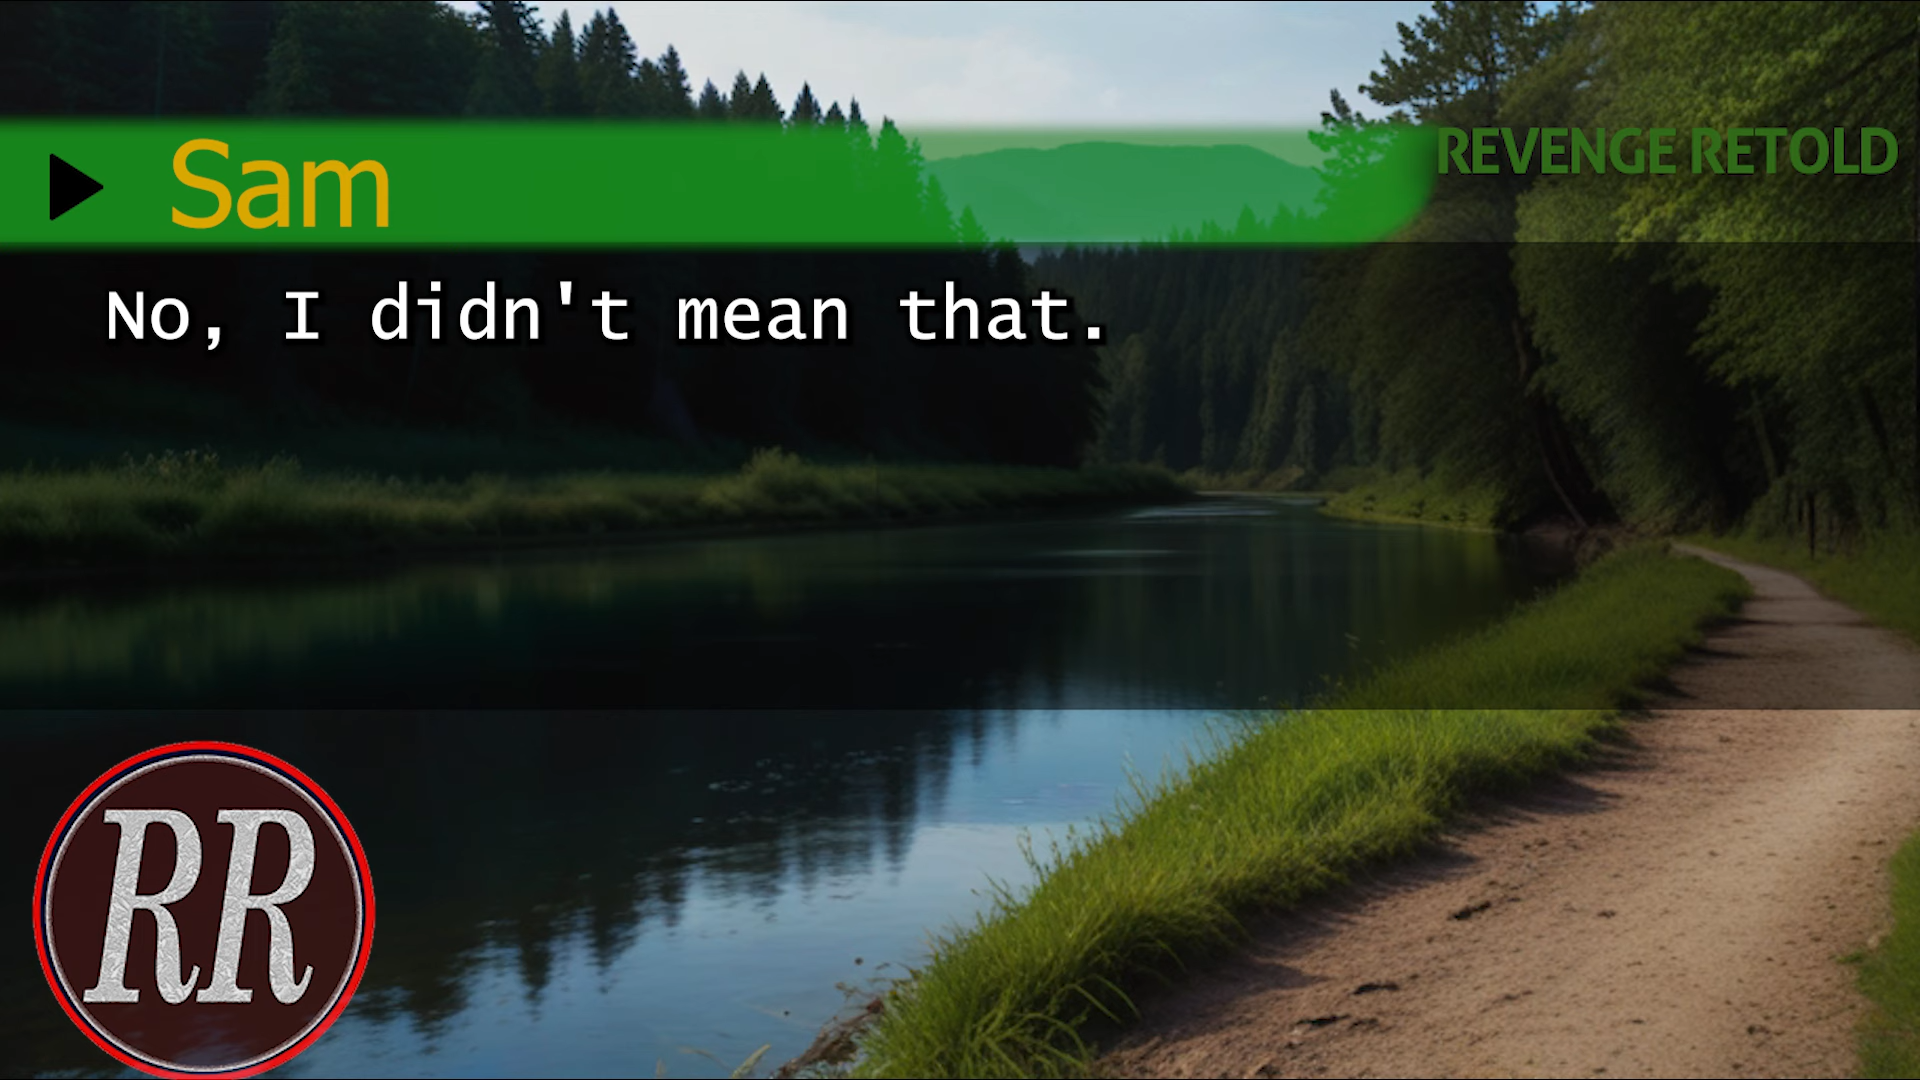 Sam
REVENGE RETOLD
No, I didn't mean that.
RR